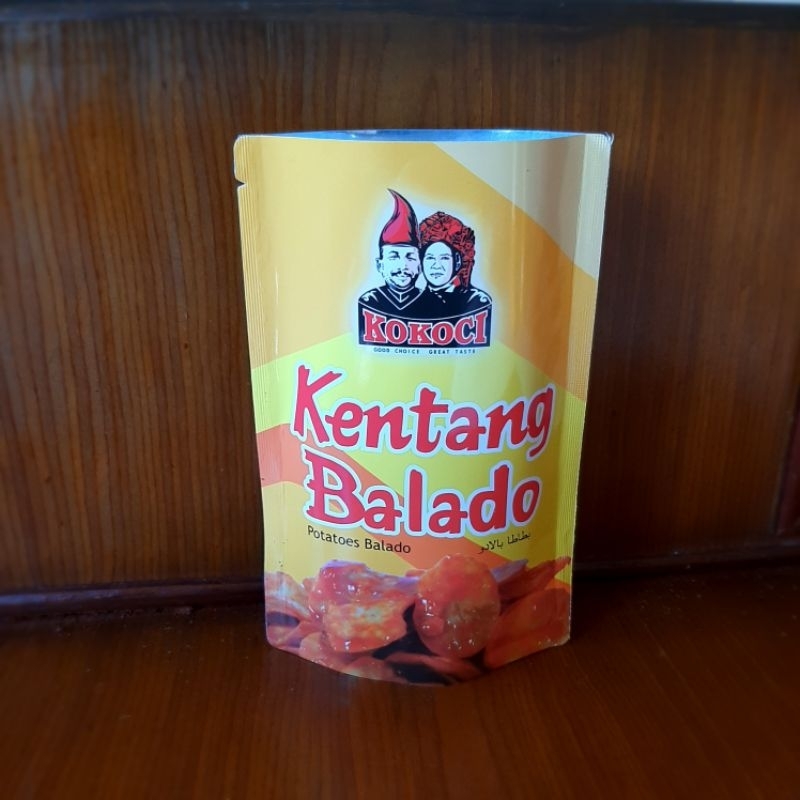 KOKOCI
GOOD CHOICE GREAT TASTE
Kentang
Balado
Potatoes Balado
بطاطا بالادو